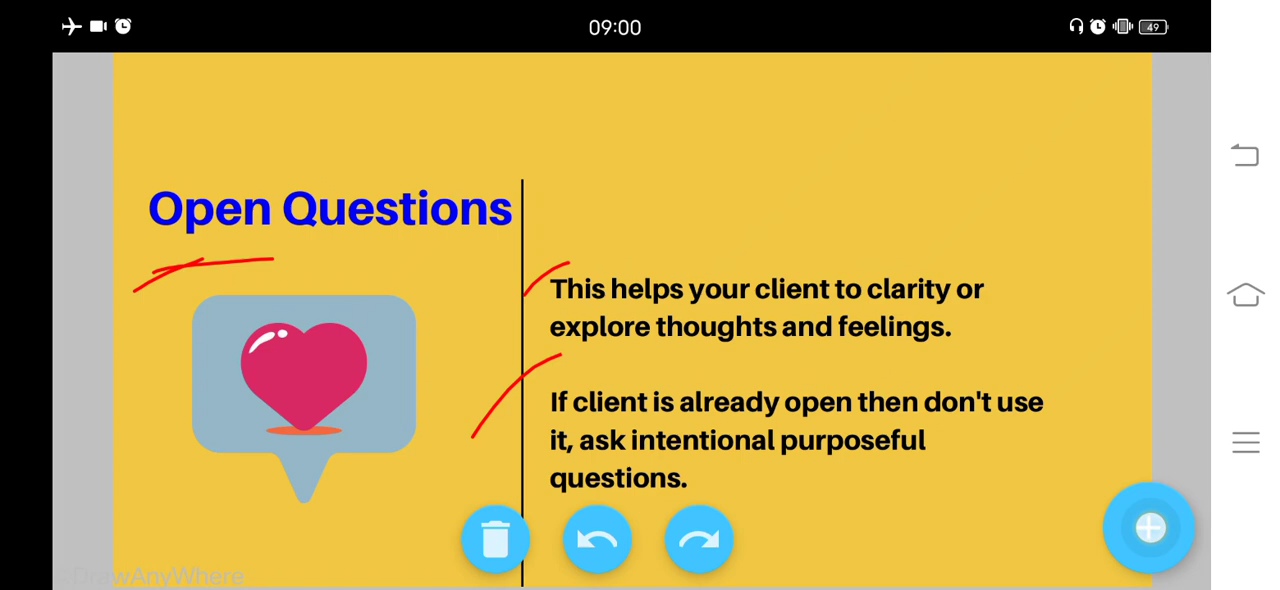 09:00
49
Open Questions
This helps your client to clarity or
explore thoughts and feelings.
If client is already open then don't use
it, ask intentional purposeful
questions.
DrawAnyWhere